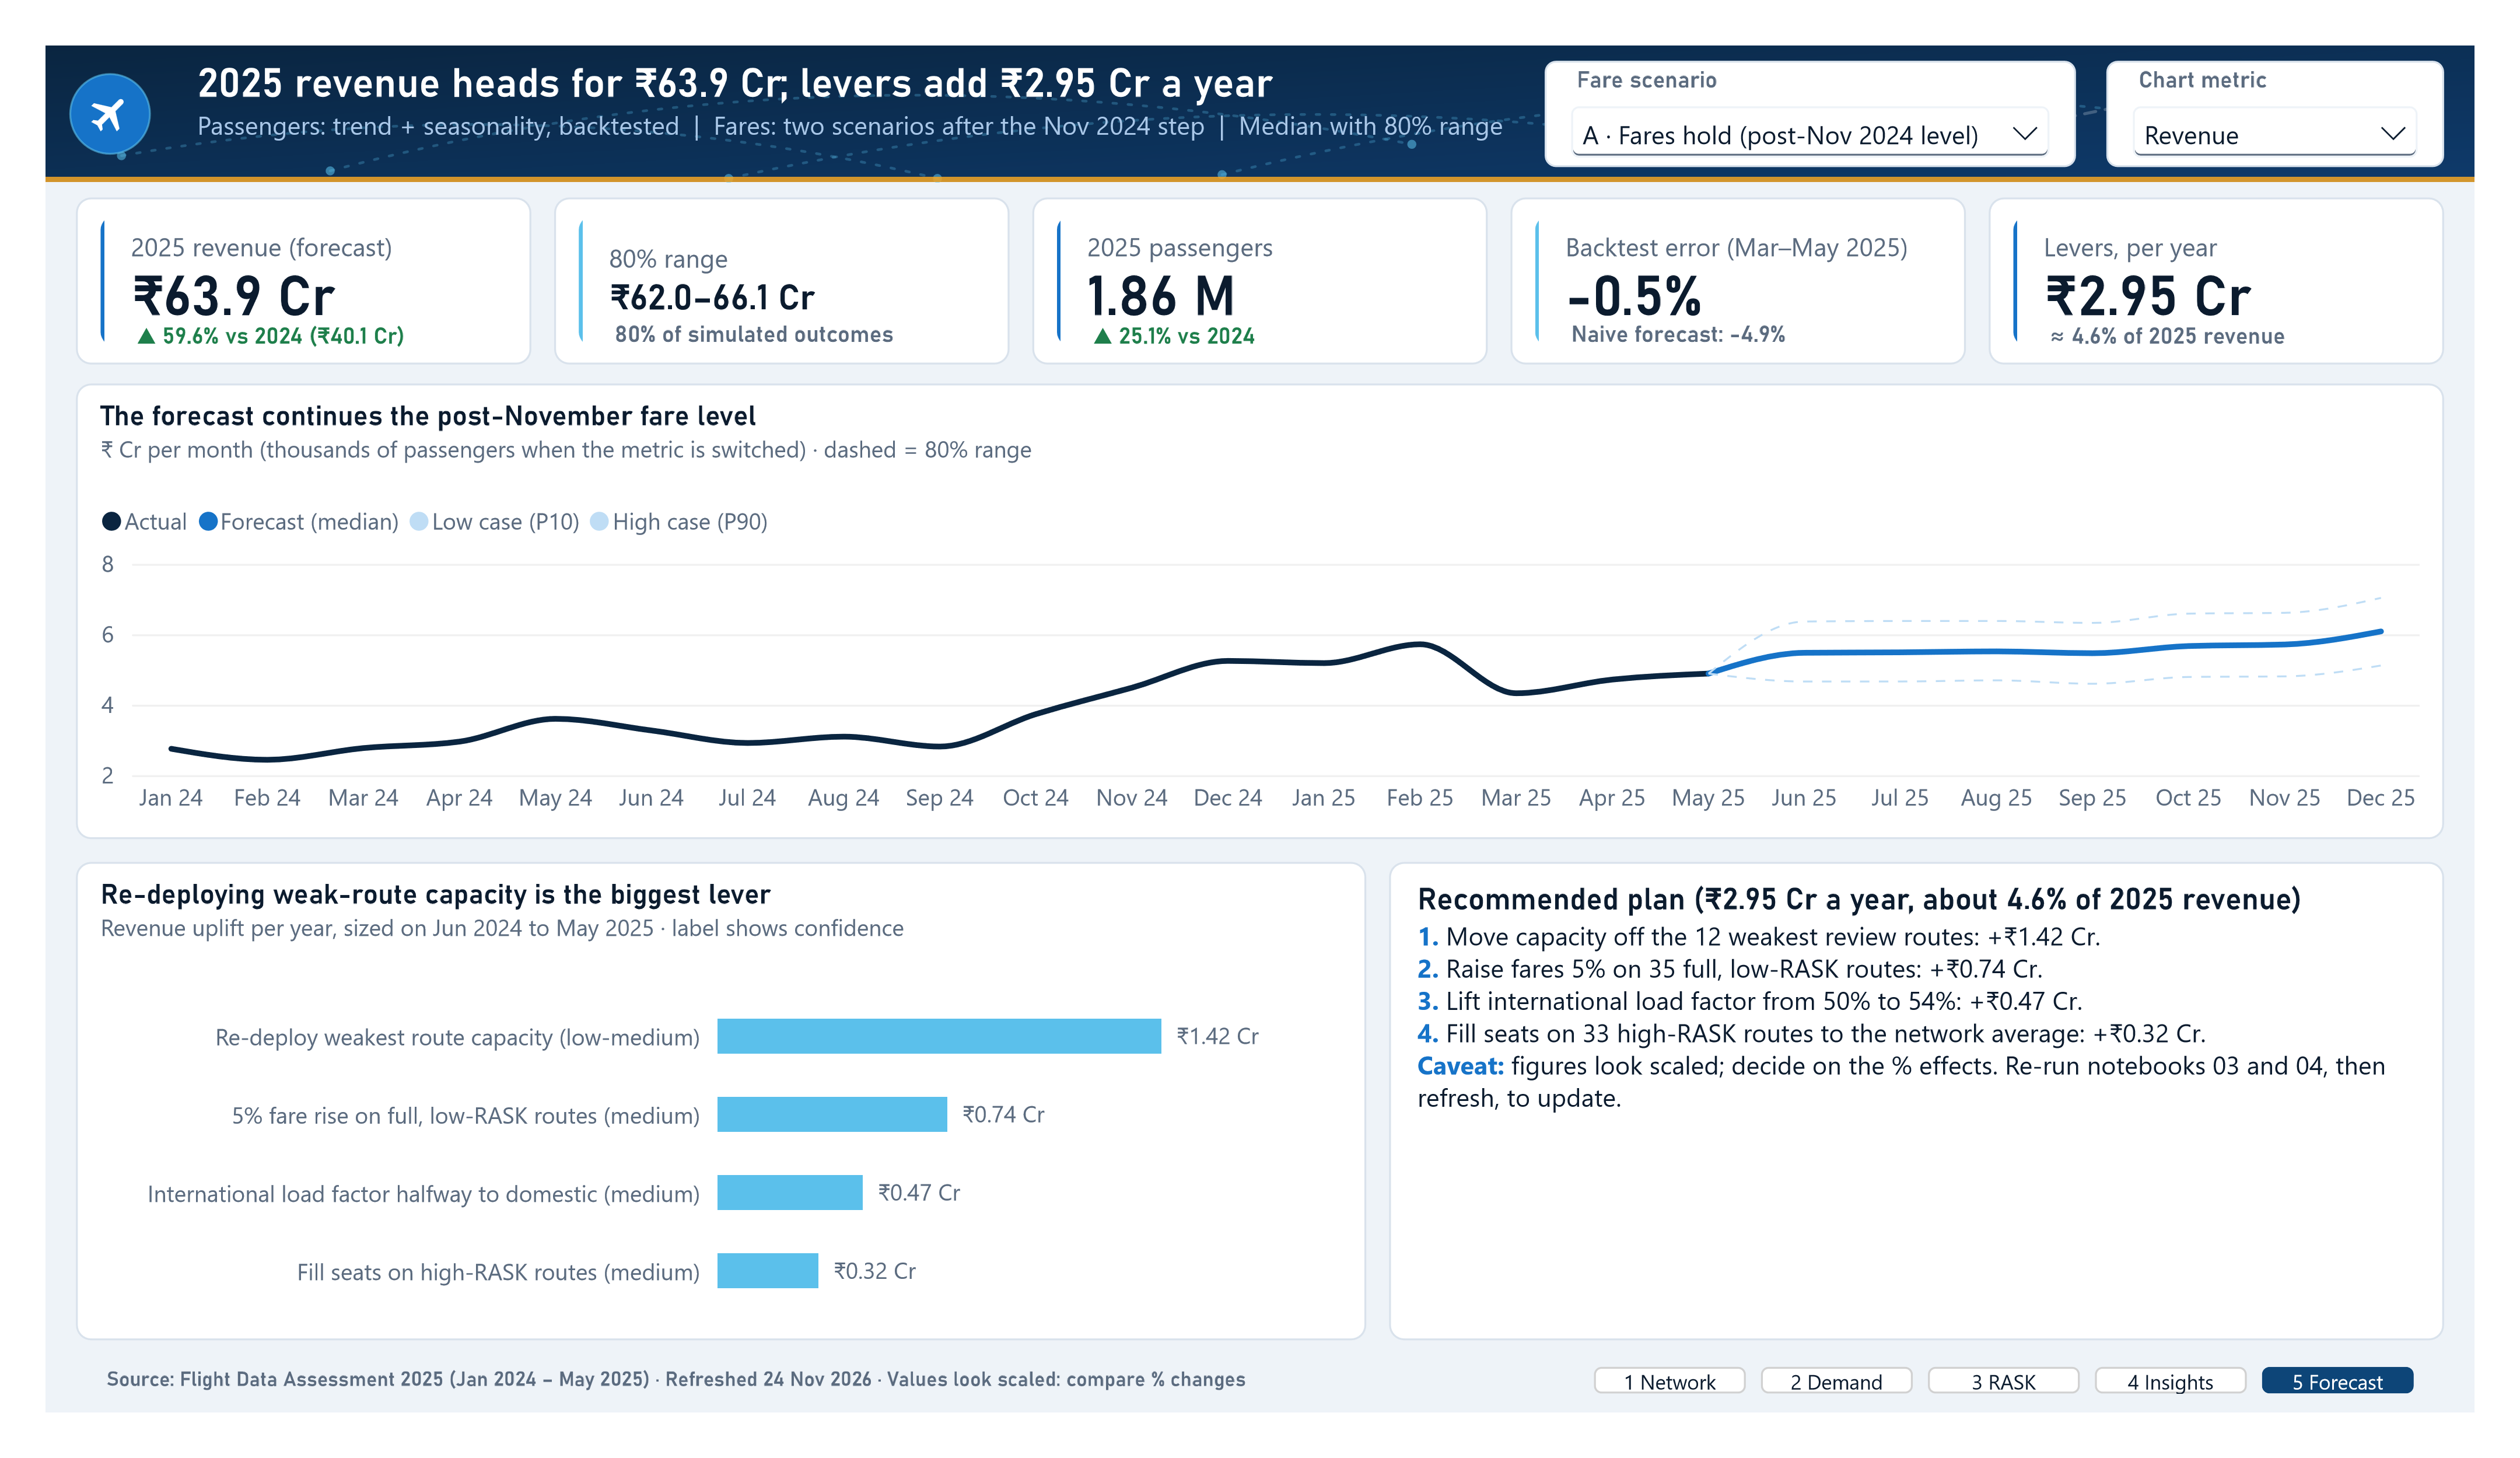 2025 revenue heads for ₹63.9 Cr; levers add ₹2.95 Cr a year
Passengers: trend + seasonality, backtested | Fares: two scenarios after the Nov 2024 step | Median with 80% range
Fare scenario
A · Fares hold (post-Nov 2024 level)
Chart metric
Revenue
2025 revenue (forecast)
₹63.9 Cr
▲ 59.6% vs 2024 (₹40.1 Cr)
80% range
₹62.0–66.1 Cr
80% of simulated outcomes
2025 passengers
1.86 M
▲ 25.1% vs 2024
Backtest error (Mar–May 2025)
-0.5%
Naive forecast: -4.9%
Levers, per year
₹2.95 Cr
≈ 4.6% of 2025 revenue
The forecast continues the post-November fare level
₹ Cr per month (thousands of passengers when the metric is switched) · dashed = 80% range
Actual Forecast (median) Low case (P10) High case (P90)
8
6
4
2
Jan 24 Feb 24 Mar 24 Apr 24 May 24 Jun 24 Jul 24 Aug 24 Sep 24 Oct 24 Nov 24 Dec 24 Jan 25 Feb 25 Mar 25 Apr 25 May 25 Jun 25 Jul 25 Aug 25 Sep 25 Oct 25 Nov 25 Dec 25
Re-deploying weak-route capacity is the biggest lever
Revenue uplift per year, sized on Jun 2024 to May 2025 · label shows confidence
Re-deploy weakest route capacity (low-medium) ₹1.42 Cr
5% fare rise on full, low-RASK routes (medium) ₹0.74 Cr
International load factor halfway to domestic (medium) ₹0.47 Cr
Fill seats on high-RASK routes (medium) ₹0.32 Cr
Recommended plan (₹2.95 Cr a year, about 4.6% of 2025 revenue)
1. Move capacity off the 12 weakest review routes: +₹1.42 Cr.
2. Raise fares 5% on 35 full, low-RASK routes: +₹0.74 Cr.
3. Lift international load factor from 50% to 54%: +₹0.47 Cr.
4. Fill seats on 33 high-RASK routes to the network average: +₹0.32 Cr.
Caveat: figures look scaled; decide on the % effects. Re-run notebooks 03 and 04, then
refresh, to update.
Source: Flight Data Assessment 2025 (Jan 2024 – May 2025) · Refreshed 24 Nov 2026 · Values look scaled: compare % changes
1 Network 2 Demand 3 RASK 4 Insights 5 Forecast